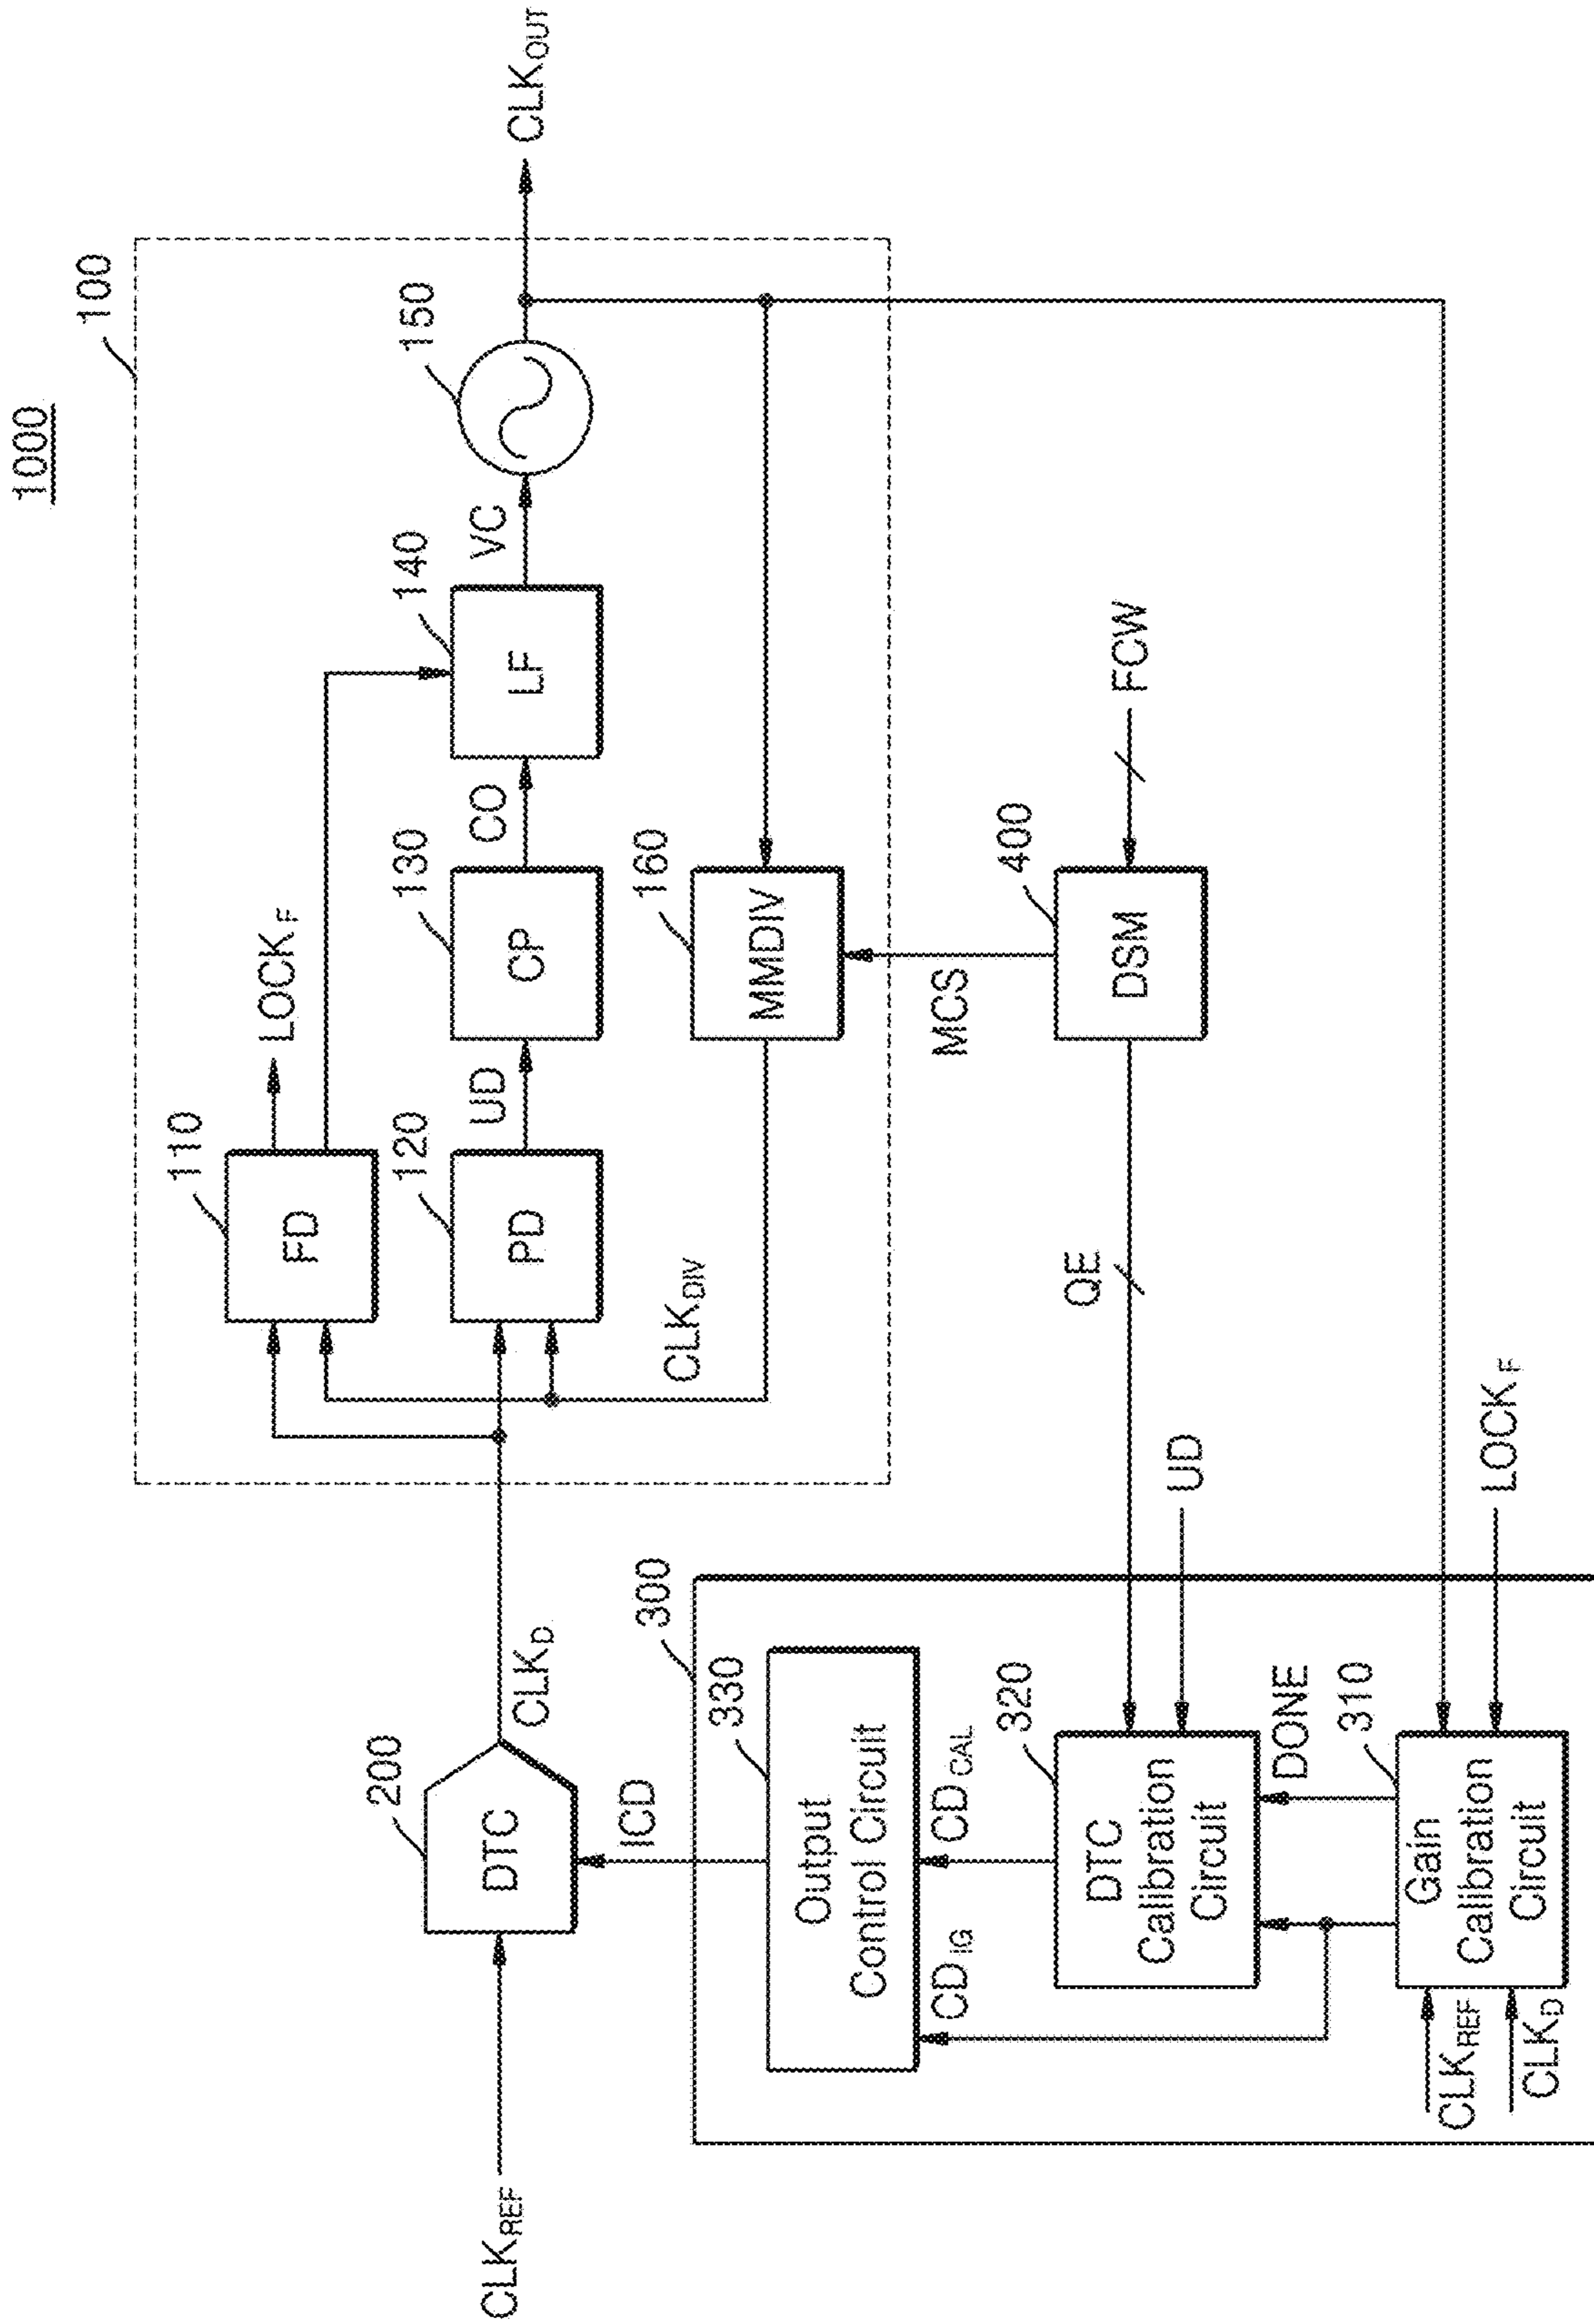 1000
100
110
FD
LOCKF
120
PD
UD
130
CP
CO
140
LF
VC
150
CLKOUT
CLKREF
200
DTC
CLKD
ICD
CLKDIV
160
MMDIV
MCS
400
DSM
FCW
QE
UD
LOCKF
300
330
Output
Control Circuit
CDIG
CDCAL
320
DTC
Calibration
Circuit
DONE
310
Gain
Calibration
Circuit
CLKREF
CLKD